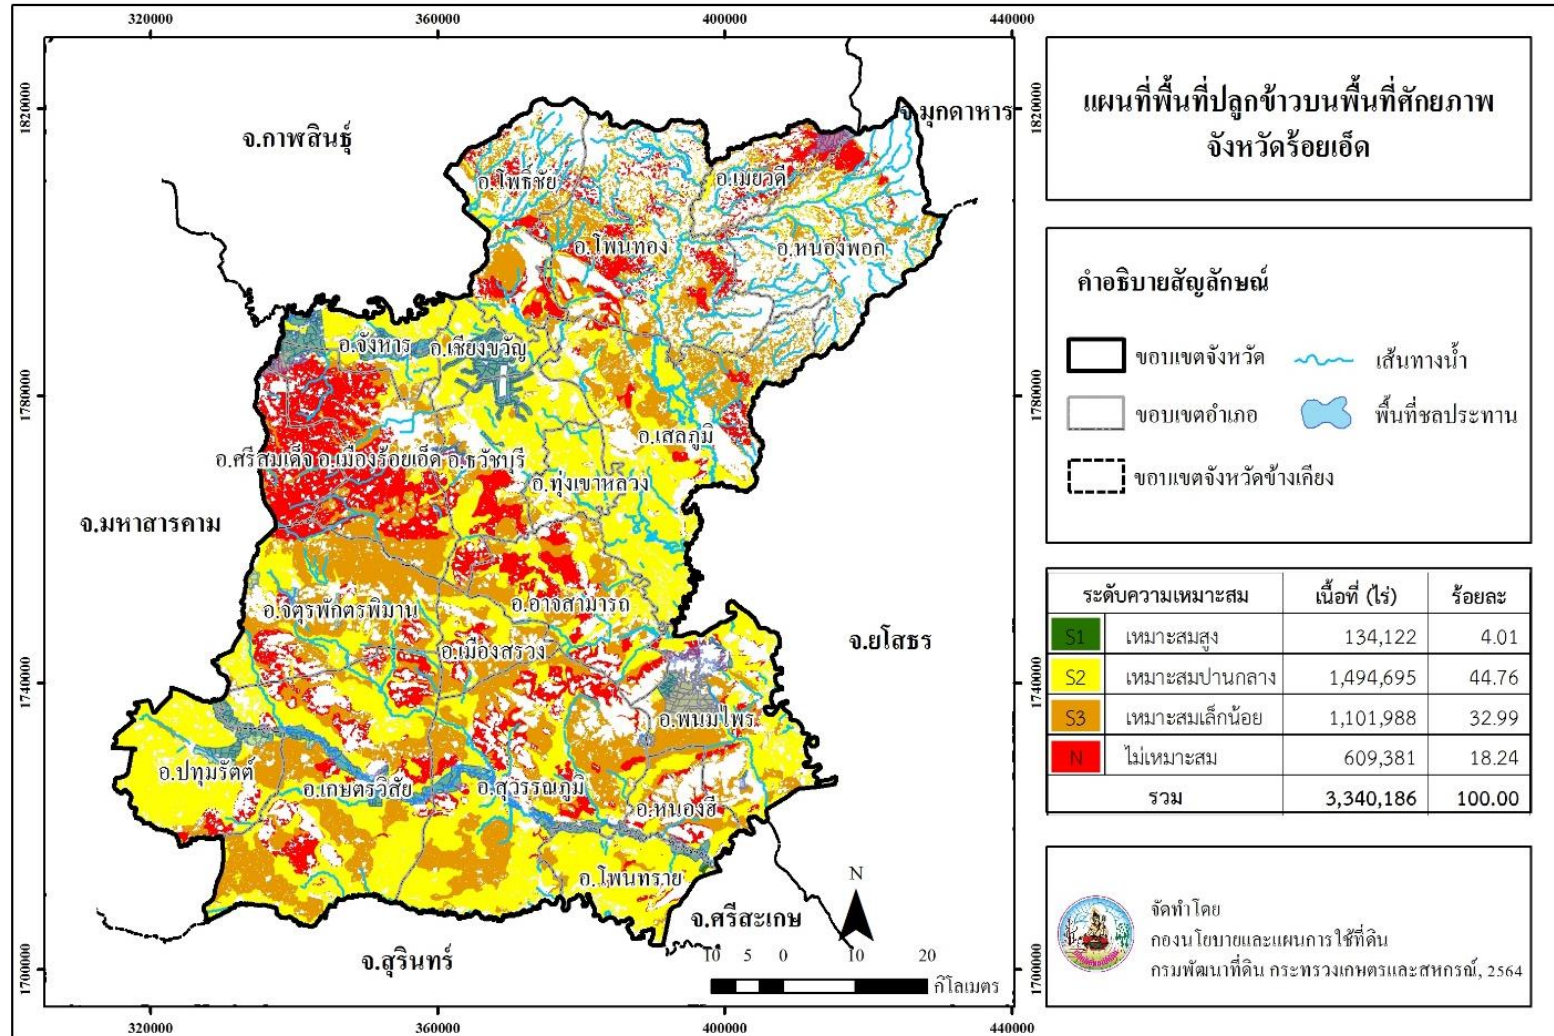 320000 360000 400000 440000
1820000 1820000
1780000 1780000
1740000 1740000
1700000 1700000
320000 360000 400000 440000
จ.กาฬสินธุ์
จ.มุกดาหาร
อ.โพธิ์ชัย
อ.เมยวดี
อ.โพนทอง
อ.หนองพอก
อ.จังหาร
อ.เชียงขวัญ
อ.เสลภูมิ
อ.ศรีสมเด็จ
อ.เมืองร้อยเอ็ด
อ.ธวัชบุรี
อ.ทุ่งเขาหลวง
จ.มหาสารคาม
อ.จตุรพักตรพิมาน
อ.อาจสามารถ
จ.ยโสธร
อ.เมืองสรวง
อ.พนมไพร
อ.ปทุมรัตต์
อ.เกษตรวิสัย
อ.สุวรรณภูมิ
อ.หนองฮี
อ.โพนทราย
จ.ศรีสะเกษ
จ.สุรินทร์
N
10 5 0 10 20
กิโลเมตร
แผนที่พื้นที่ปลูกข้าวบนพื้นที่ศักยภาพ
จังหวัดร้อยเอ็ด
คำอธิบายสัญลักษณ์
ขอบเขตจังหวัด เส้นทางน้ำ
ขอบเขตอำเภอ พื้นที่ชลประทาน
ขอบเขตจังหวัดข้างเคียง
ระดับความเหมาะสม เนื้อที่ (ไร่) ร้อยละ
S1 เหมาะสมสูง 134,122 4.01
S2 เหมาะสมปานกลาง 1,494,695 44.76
S3 เหมาะสมเล็กน้อย 1,101,988 32.99
N ไม่เหมาะสม 609,381 18.24
รวม 3,340,186 100.00
จัดทำโดย
กองนโยบายและแผนการใช้ที่ดิน
กรมพัฒนาที่ดิน กระทรวงเกษตรและสหกรณ์, 2564